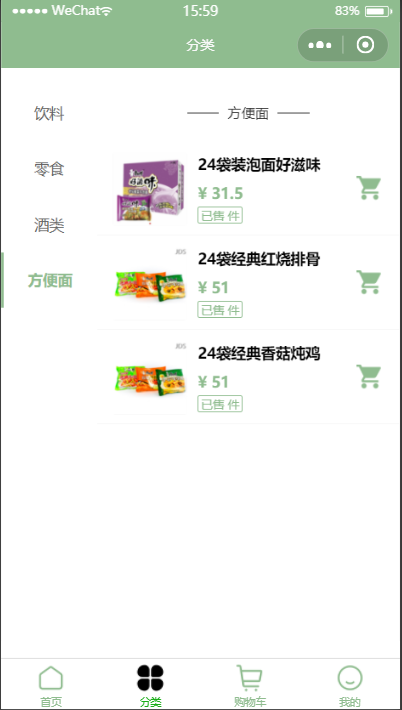 WeChat 15:59 83%
分类
饮料
零食
酒类
方便面
方便面
24袋装泡面好滋味
¥ 31.5
已售 件
24袋经典红烧排骨
¥ 51
已售 件
24袋经典香菇炖鸡
¥ 51
已售 件
首页 分类 购物车 我的